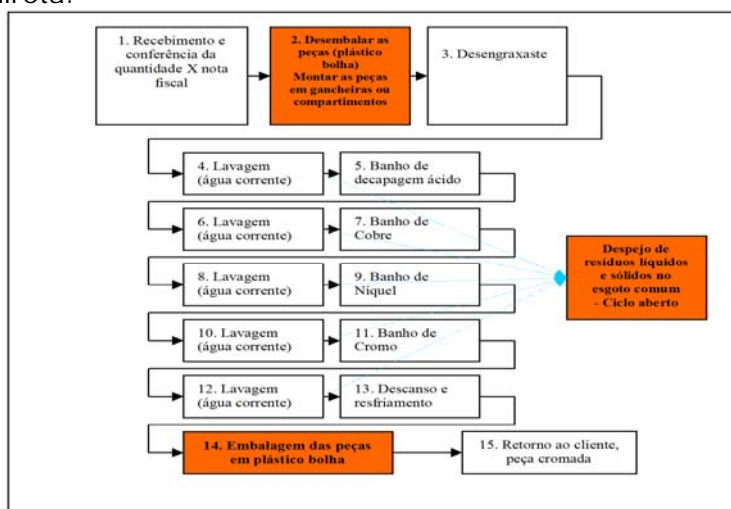 1. Recebimento e
conferência da
quantidade X nota
fiscal
2. Desembalar as
peças (plástico
bolha)
Montar as peças
em gancheiras ou
compartimentos
3. Desengraxaste
4. Lavagem
(água corrente)
5. Banho de
decapagem ácido
6. Lavagem
(água corrente)
7. Banho de
Cobre
8. Lavagem
(água corrente)
9. Banho de
Níquel
10. Lavagem
(água corrente)
11. Banho de
Cromo
12. Lavagem
(água corrente)
13. Descanso e
resfriamento
Despejo de
resíduos líquidos
e sólidos no
esgoto comum
- Ciclo aberto
14. Embalagem das peças
em plástico bolha
15. Retorno ao cliente,
peça cromada